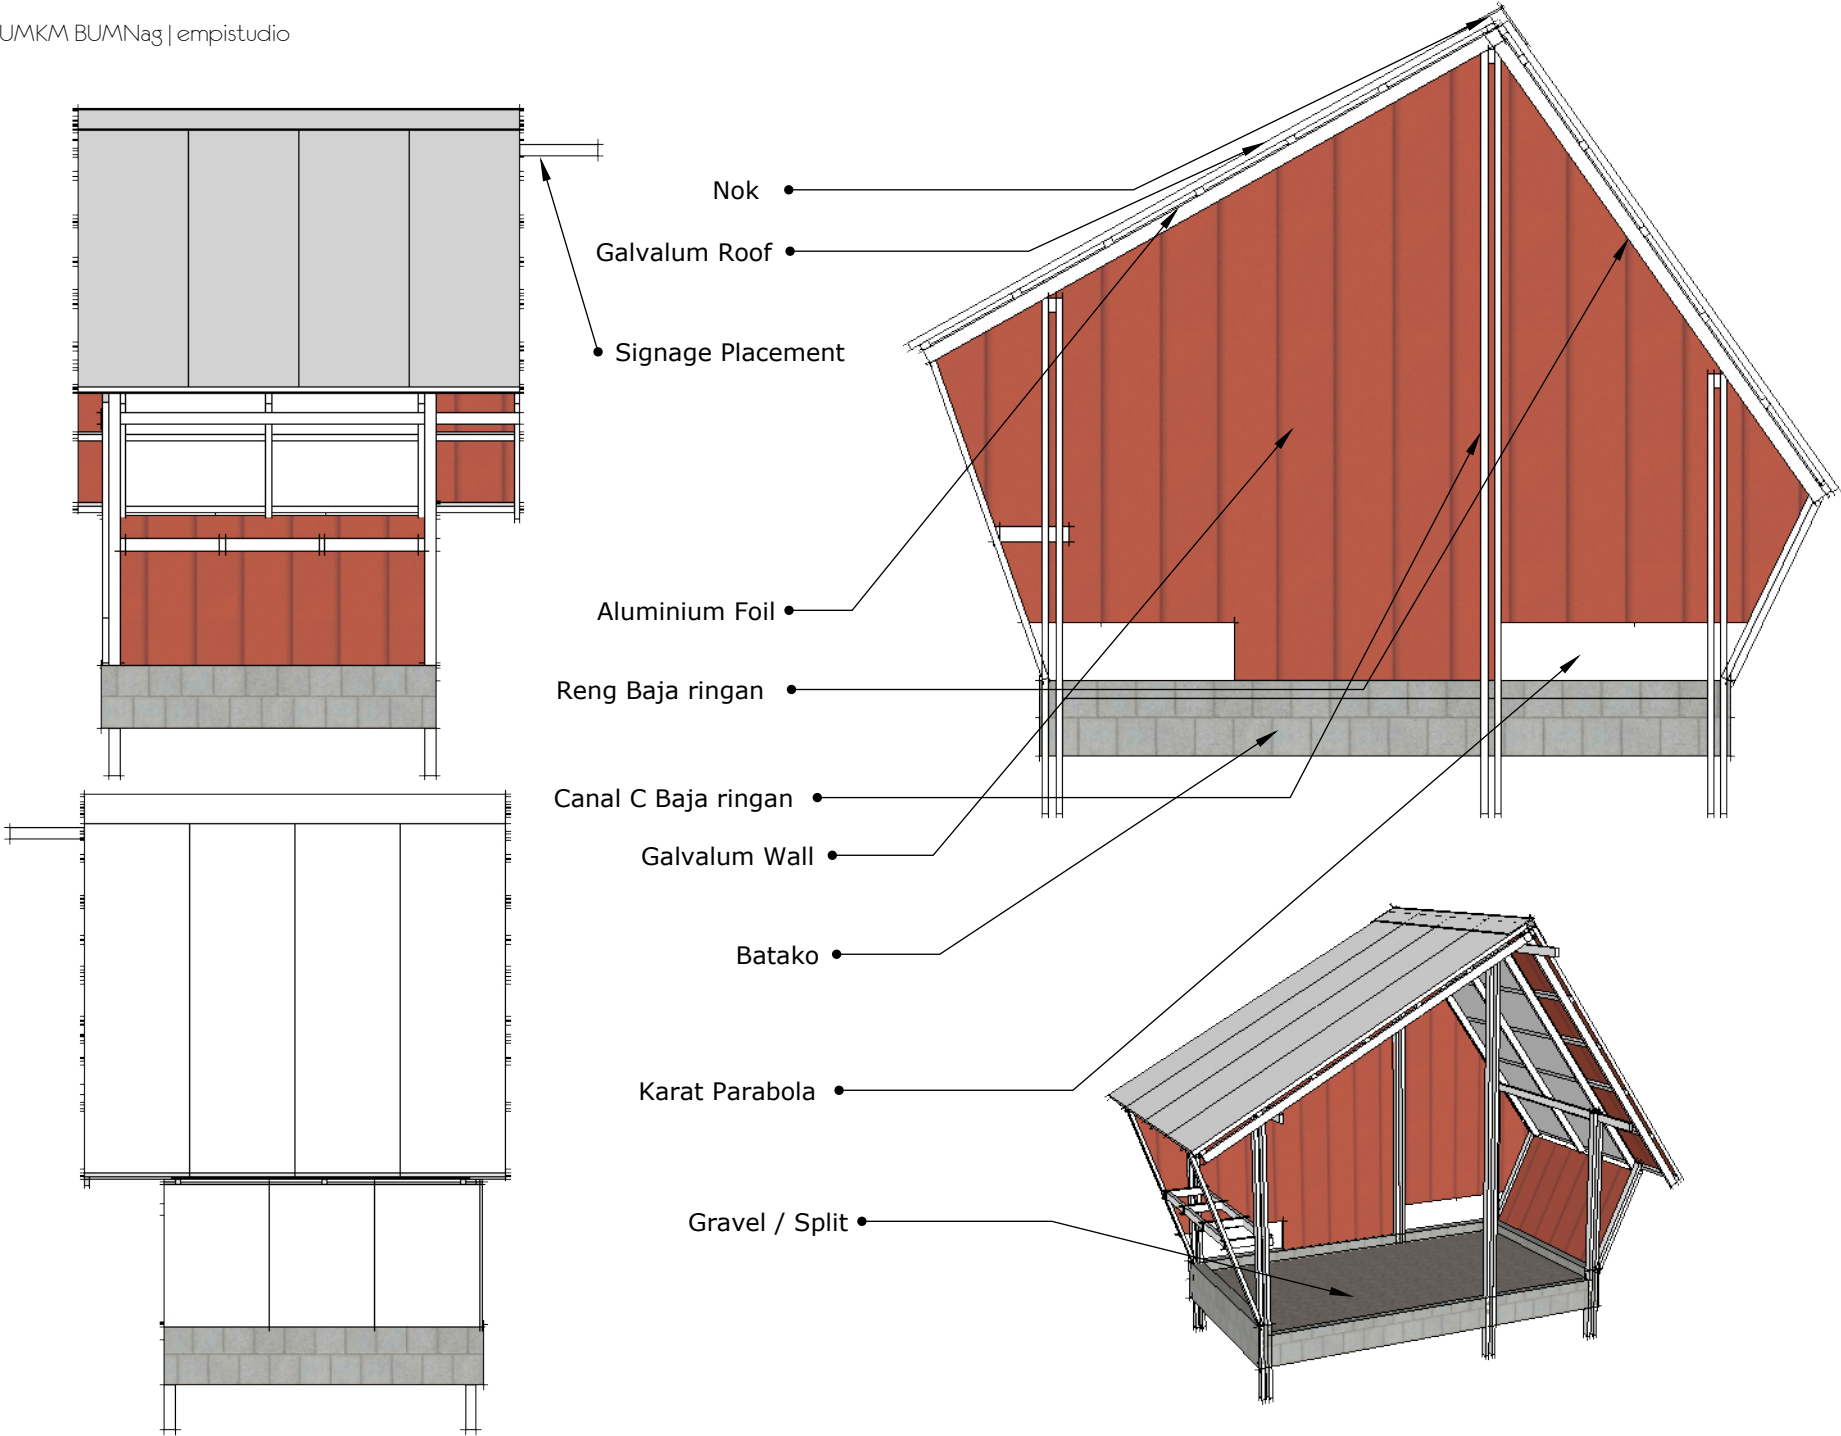 UMKM BUMNag | empistudio
Nok
Galvalum Roof
Signage Placement
Aluminium Foil
Reng Baja ringan
Canal C Baja ringan
Galvalum Wall
Batako
Karat Parabola
Gravel / Split